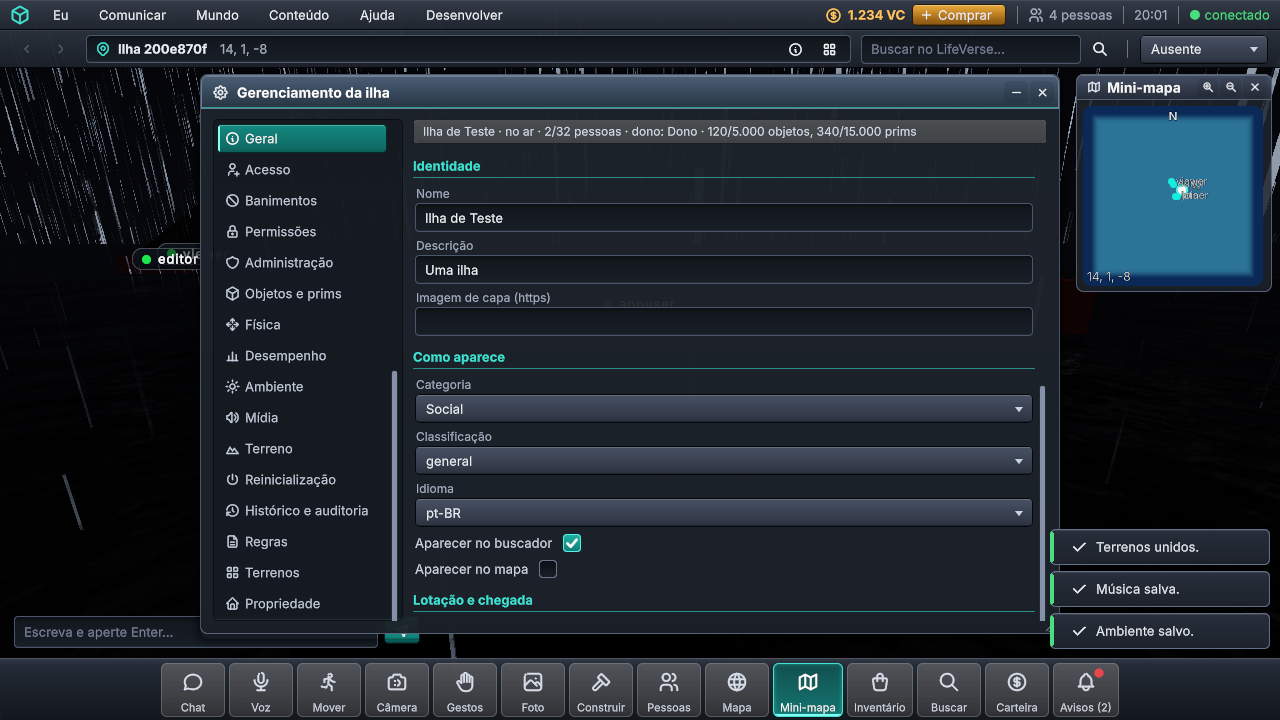 Eu Comunicar Mundo Conteúdo Ajuda Desenvolver 1.234 VC + Comprar 4 pessoas 20:01 conectado
Ilha 200e870f 14, 1, -8 Buscar no LifeVerse... Ausente
Gerenciamento da ilha
Mini-mapa
N
viewer
14, 1, -8
editor
Geral
Acesso
Banimentos
Permissões
Administração
Objetos e prims
Física
Desempenho
Ambiente
Mídia
Terreno
Reinicialização
Histórico e auditoria
Regras
Terrenos
Propriedade
Ilha de Teste · no ar · 2/32 pessoas · dono: Dono · 120/5.000 objetos, 340/15.000 prims
Identidade
Nome
Ilha de Teste
Descrição
Uma ilha
Imagem de capa (https)
Como aparece
Categoria
Social
Classificação
general
Idioma
pt-BR
Aparecer no buscador
Aparecer no mapa
Lotação e chegada
Terrenos unidos.
Música salva.
Ambiente salvo.
Escreva e aperte Enter...
Chat Voz Mover Câmera Gestos Foto Construir Pessoas Mapa Mini-mapa Inventário Buscar Carteira Avisos (2)